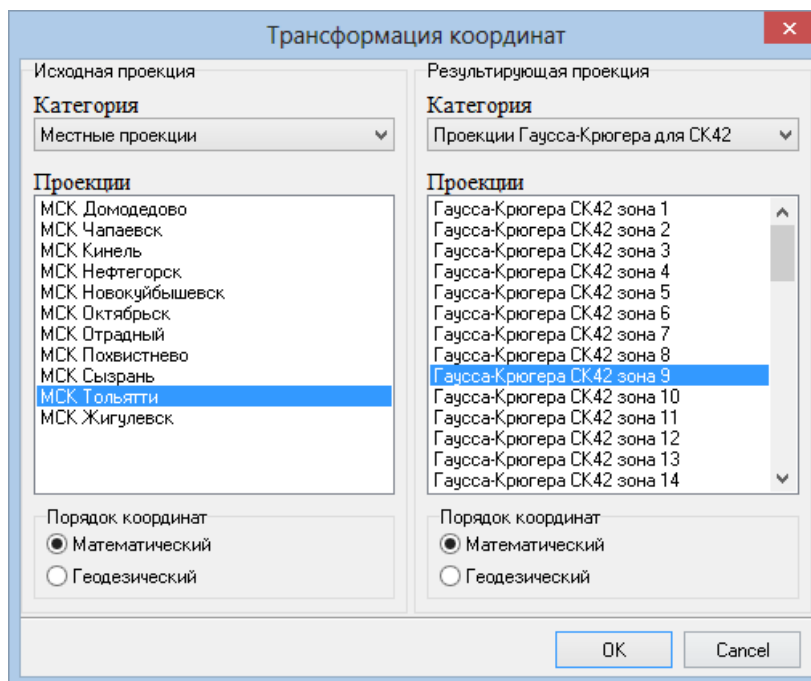 Трансформация координат
Исходная проекция
Категория
Местные проекции
Проекции
МСК Домодедово
МСК Чапаевск
МСК Кинель
МСК Нефтегорск
МСК Новокуйбышевск
МСК Октябрьск
МСК Отрадный
МСК Похвистнево
МСК Сызрань
МСК Тольятти
МСК Жигулевск
Порядок координат
Математический
Геодезический
Результирующая проекция
Категория
Проекции Гаусса-Крюгера для СК42
Проекции
Гаусса-Крюгера СК42 зона 1
Гаусса-Крюгера СК42 зона 2
Гаусса-Крюгера СК42 зона 3
Гаусса-Крюгера СК42 зона 4
Гаусса-Крюгера СК42 зона 5
Гаусса-Крюгера СК42 зона 6
Гаусса-Крюгера СК42 зона 7
Гаусса-Крюгера СК42 зона 8
Гаусса-Крюгера СК42 зона 9
Гаусса-Крюгера СК42 зона 10
Гаусса-Крюгера СК42 зона 11
Гаусса-Крюгера СК42 зона 12
Гаусса-Крюгера СК42 зона 13
Гаусса-Крюгера СК42 зона 14
Порядок координат
Математический
Геодезический
OK
Cancel